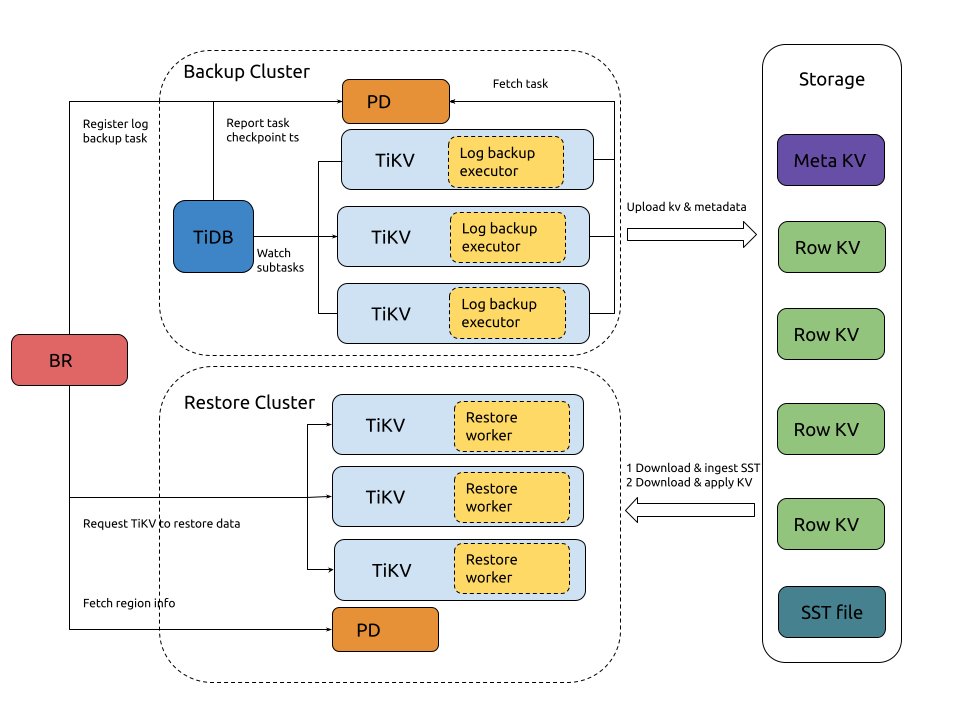 Backup Cluster
PD
Fetch task
Register log
backup task
Report task
checkpoint ts
TiKV
Log backup
executor
TiDB
Watch
subtasks
TiKV
Log backup
executor
TiKV
Log backup
executor
Upload kv & metadata
BR
Restore Cluster
TiKV
Restore
worker
TiKV
Restore
worker
TiKV
Restore
worker
Request TiKV to restore data
Fetch region info
PD
1 Download & ingest SST
2 Download & apply KV
Storage
Meta KV
Row KV
Row KV
Row KV
Row KV
SST file